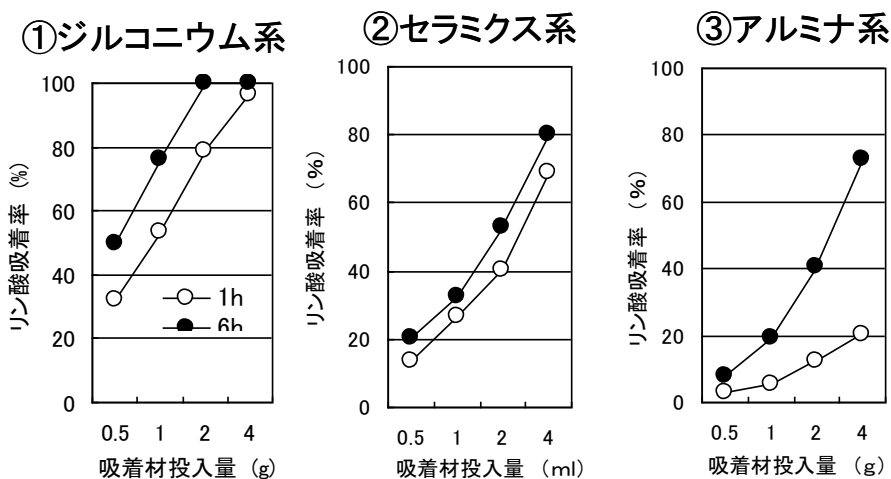 ①ジルコニウム系
100
80
60
40
20
0
リン酸吸着率 (%)
1h
6h
0.5 1 2 4
吸着材投入量 (g)
②セラミクス系
100
80
60
40
20
0
リン酸吸着率 (%)
0.5 1 2 4
吸着材投入量 (ml)
③アルミナ系
100
80
60
40
20
0
リン酸吸着率 (%)
0.5 1 2 4
吸着材投入量 (g)